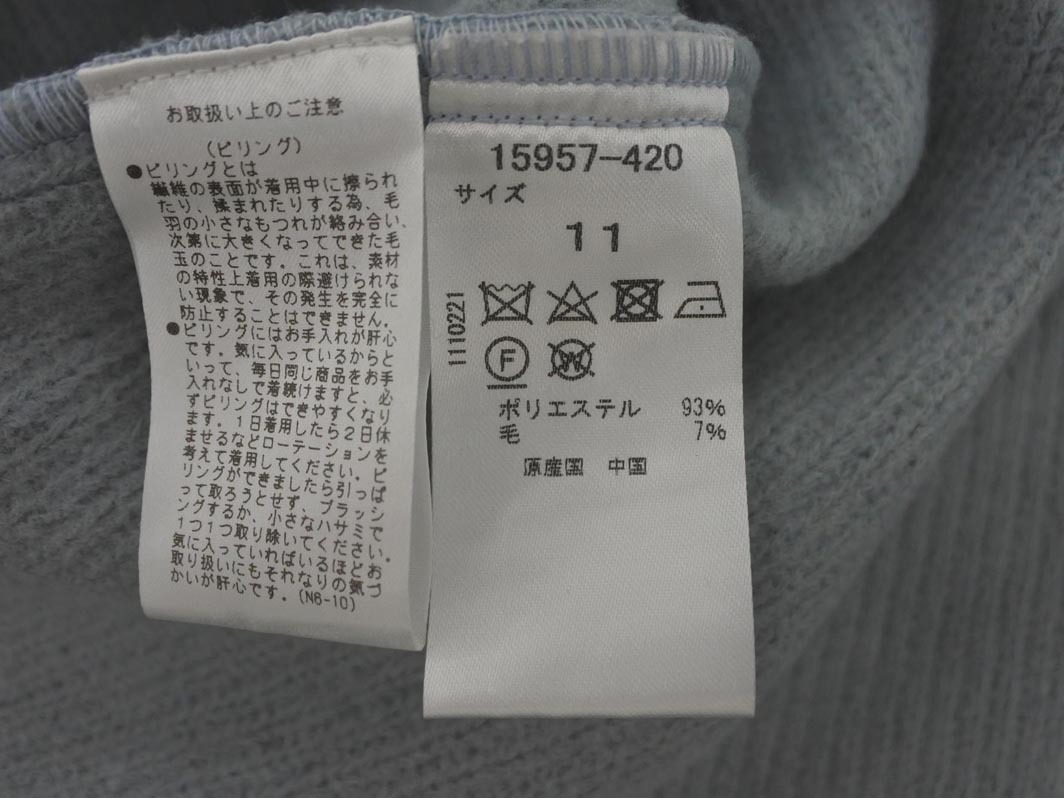 お取扱い上のご注意
(ピリング)
●ピリングとは
繊維の表面が着用中に擦られ
たり、揉まれたりする為、毛
羽の小さなもつれが絡み合い、
次第に大きくなってできた毛
玉のことです。これは、素材
の特性上着用の際避けられな
い現象で、その発生を完全に
防止することはできません。
●ピリングにはお手入れが肝心
です。気に入っているからと
いって、毎日同じ商品をお手
入れなしで着続けますと、必
ずピリングはできやすくなり
ます。1日着用したら2日休
ませるなどローテーションを
考えて着用してください。ピ
リングができましたら引っぱ
って取ろうとせず、ブラッシ
ングするか、小さなハサミで
1つ1つ取り除いてください。
気に入っていればいるほどお
取り扱いにもそれなりの気づ
かいが肝心です。(N6-10)
15957-420
サイズ
11
1110221
F
W
ポリエステル 93%
毛 7%
原産国 中国